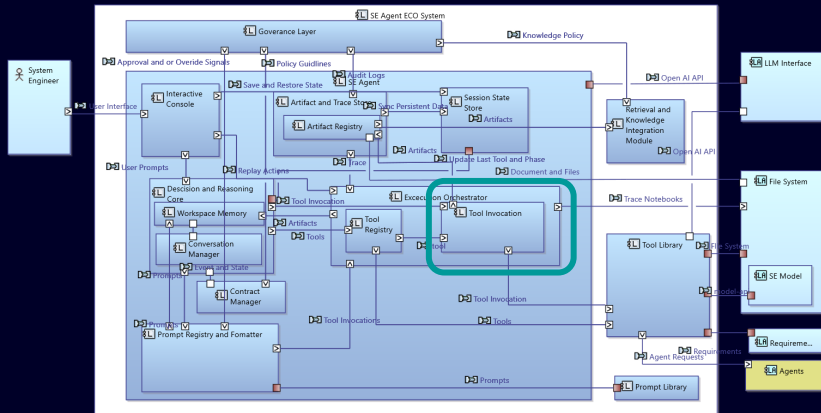 SE Agent ECO System
Goverance Layer
Knowledge Policy
Approval and or Overide Signals
Policy Guidlines
Audit Logs
SE Agent
System
Engineer
User Interface
Interactive
Console
Save and Restore State
Artifact and Trace Sto
Sync Persistent Data
Session State
Store
Artifacts
Artifact Registry
Open AI API
LLM Interface
Retrieval and
Knowledge
Integration
Module
Open AI API
User Prompts
Replay Actions
Trace
Artifacts
Update Last Tool and Phase
Document and Files
File System
Decision and Reasoning
Core
Tool Invocation
Excecution Orchestrator
Trace Notebooks
Workspace Memory
Artifacts
Tools
Tool
Registry
Tool Invocation
tool
Conversation
Manager
Event and State
Prompts
Contract
Manager
Tool Library
File System
SE Model
model-api
Tool Invocation
Prompts
Tool Invocations
Tools
Prompt Registry and Fomatter
Agent Requests
Requirements
Requireme...
Agents
Prompts
Prompt Library